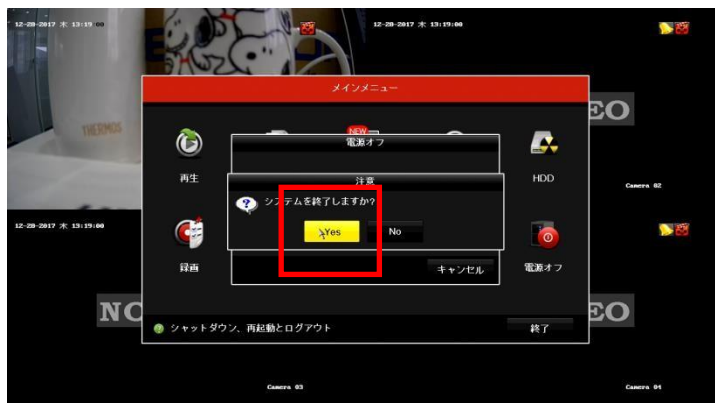 12-28-2017 木 13:19:00
12-28-2017 木 13:19:00
THERMOS
メインメニュー
NEW
電源オフ
再生
HDD
注意
システムを終了しますか?
Yes
No
Camera 02
12-28-2017 木 13:19:00
録画
キャンセル
電源オフ
NO
EO
EO
シャットダウン、再起動とログアウト
終了
Camera 03
Camera 04